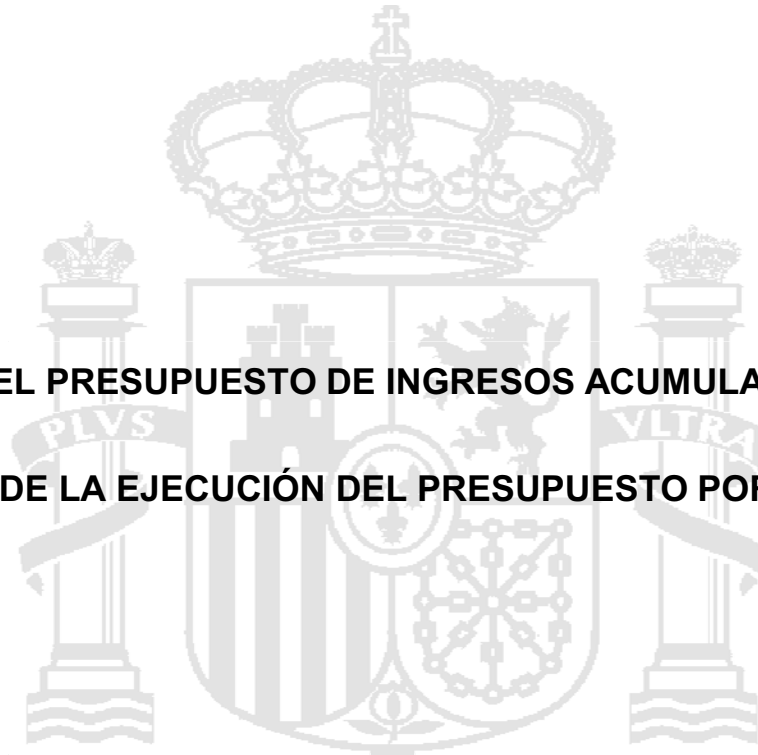 EL PRESUPUESTO DE INGRESOS ACUMULA
PLVS VLTRA
DE LA EJECUCIÓN DEL PRESUPUESTO POR